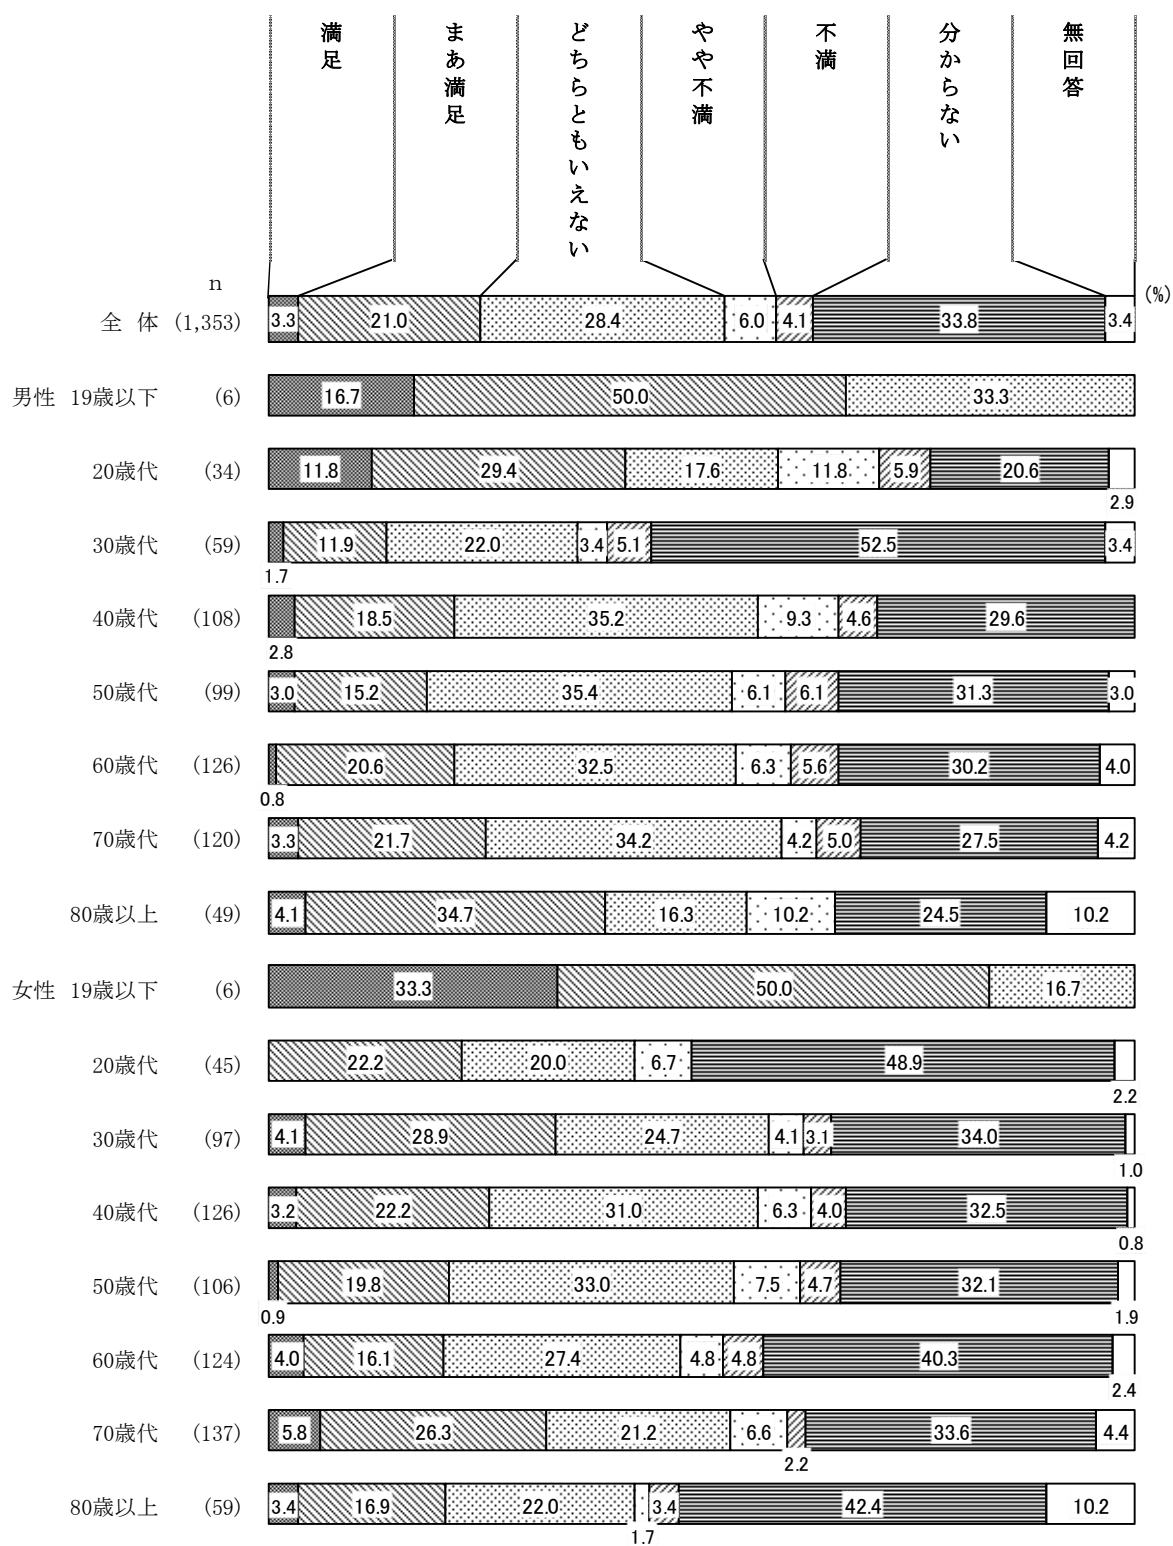 満足
まあ満足
どちらともいえない
やや不満
不満
分からない
無回答
n
(%)
全 体 (1,353) 3.3 21.0 28.4 6.0 4.1 33.8 3.4
男性 19歳以下 (6) 16.7 50.0 33.3
20歳代 (34) 11.8 29.4 17.6 11.8 5.9 20.6
2.9
30歳代 (59) 11.9 22.0 3.4 5.1 52.5 3.4
1.7
40歳代 (108) 18.5 35.2 9.3 4.6 29.6
2.8
50歳代 (99) 3.0 15.2 35.4 6.1 6.1 31.3 3.0
60歳代 (126) 20.6 32.5 6.3 5.6 30.2 4.0
0.8
70歳代 (120) 3.3 21.7 34.2 4.2 5.0 27.5 4.2
80歳以上 (49) 4.1 34.7 16.3 10.2 24.5 10.2
女性 19歳以下 (6) 33.3 50.0 16.7
20歳代 (45) 22.2 20.0 6.7 48.9
2.2
30歳代 (97) 4.1 28.9 24.7 4.1 3.1 34.0
1.0
40歳代 (126) 3.2 22.2 31.0 6.3 4.0 32.5
0.8
50歳代 (106) 19.8 33.0 7.5 4.7 32.1
0.9 1.9
60歳代 (124) 4.0 16.1 27.4 4.8 4.8 40.3
2.4
70歳代 (137) 5.8 26.3 21.2 6.6 33.6 4.4
2.2
80歳以上 (59) 3.4 16.9 22.0 3.4 42.4 10.2
1.7